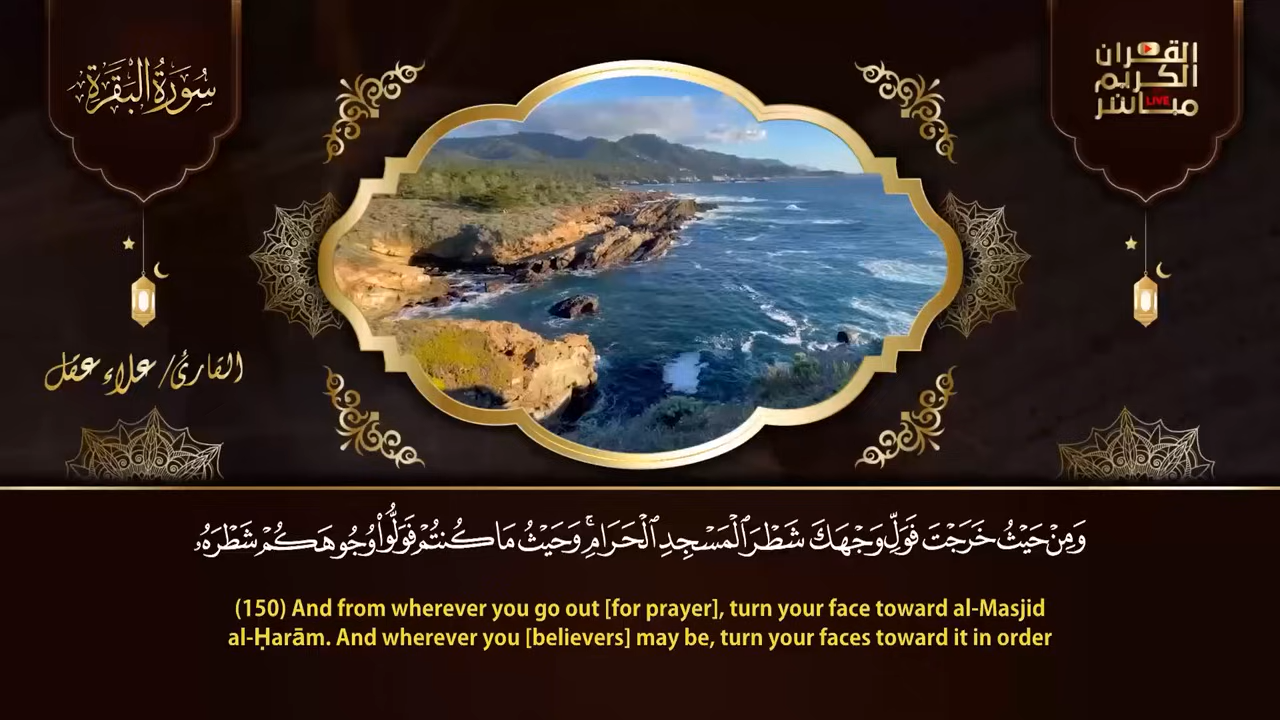 سُورَةُ البَقَرَةِ
القرآن
الكريم
مباشر
LIVE
القارئ/ علاء عقل
وَمِنْ حَيْثُ خَرَجْتَ فَوَلِّ وَجْهَكَ شَطْرَ ٱلْمَسْجِدِ ٱلْحَرَامِ ۚ وَحَيْثُ مَا كُنتُمْ فَوَلُّوا۟ وُجُوهَكُمْ شَطْرَهُۥ
(150) And from wherever you go out [for prayer], turn your face toward al-Masjid
al-Ḥarām. And wherever you [believers] may be, turn your faces toward it in order